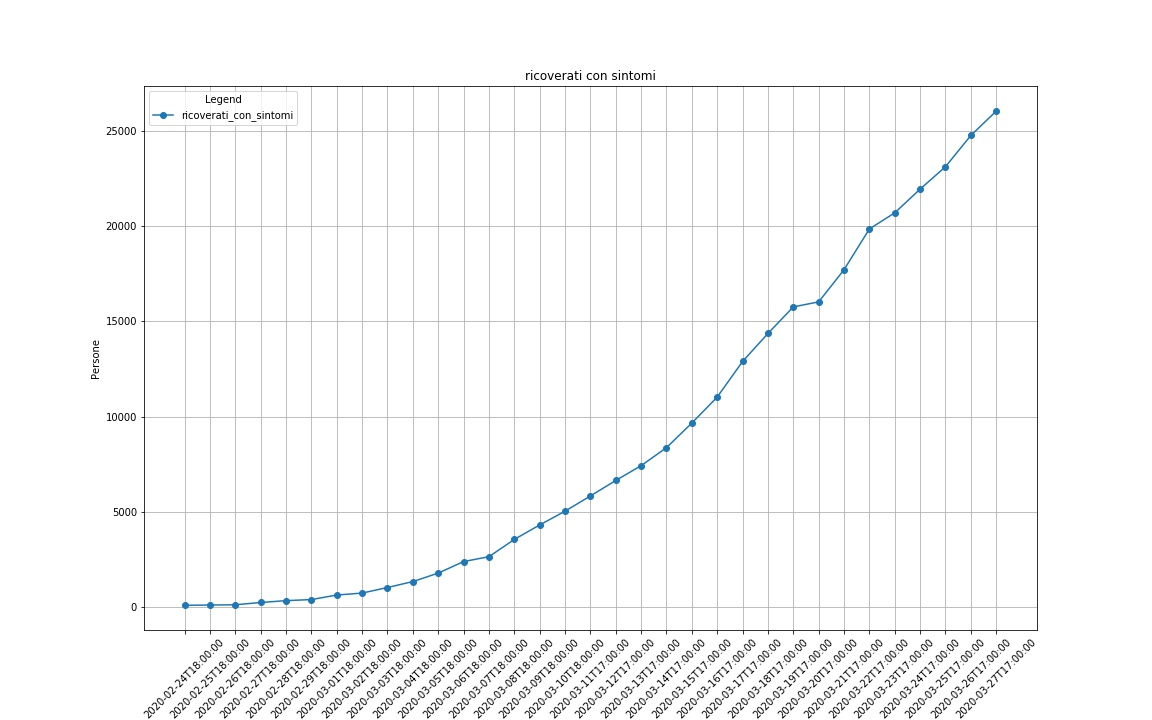 ricoverati con sintomi
Legend
ricoverati_con_sintomi
Persone
25000
20000
15000
10000
5000
0
2020-02-24T18:00:00
2020-02-25T18:00:00
2020-02-26T18:00:00
2020-02-27T18:00:00
2020-02-28T18:00:00
2020-02-29T18:00:00
2020-03-01T18:00:00
2020-03-02T18:00:00
2020-03-03T18:00:00
2020-03-04T18:00:00
2020-03-05T18:00:00
2020-03-06T18:00:00
2020-03-07T18:00:00
2020-03-08T18:00:00
2020-03-09T18:00:00
2020-03-10T18:00:00
2020-03-11T17:00:00
2020-03-12T17:00:00
2020-03-13T17:00:00
2020-03-14T17:00:00
2020-03-15T17:00:00
2020-03-16T17:00:00
2020-03-17T17:00:00
2020-03-18T17:00:00
2020-03-19T17:00:00
2020-03-20T17:00:00
2020-03-21T17:00:00
2020-03-22T17:00:00
2020-03-23T17:00:00
2020-03-24T17:00:00
2020-03-25T17:00:00
2020-03-26T17:00:00
2020-03-27T17:00:00